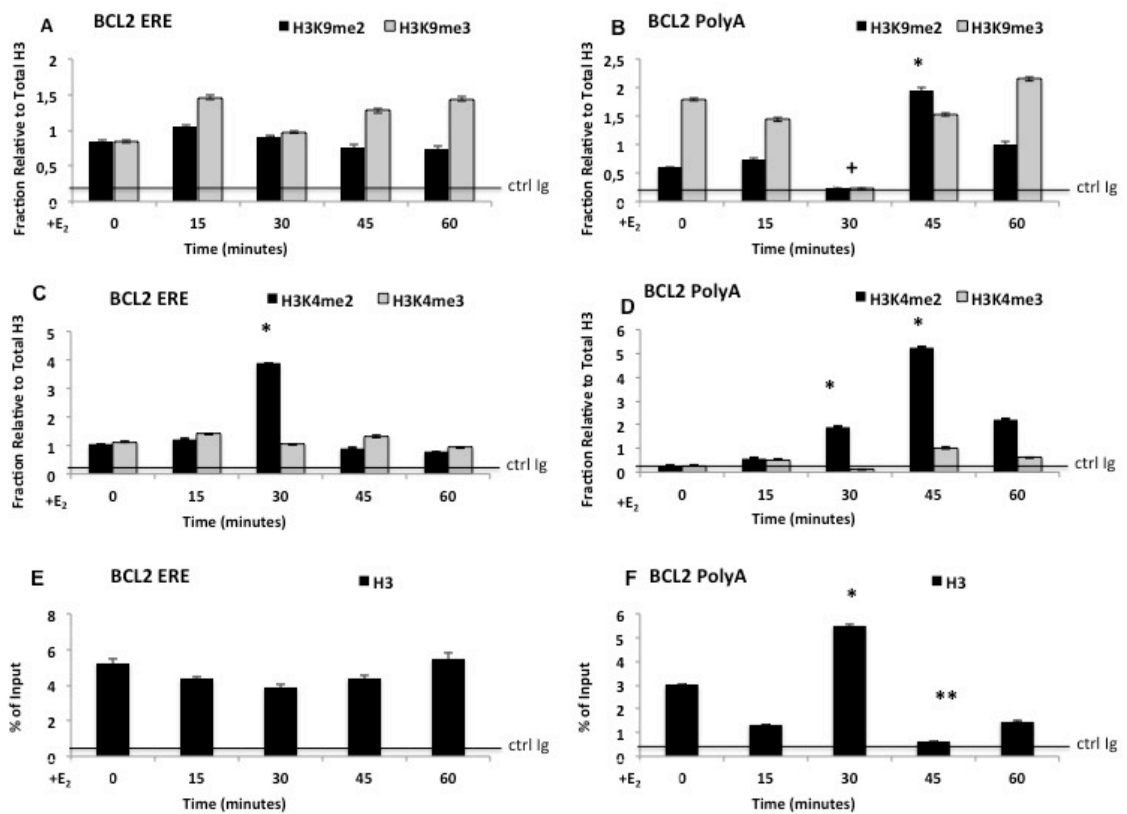 A BCL2 ERE
H3K9me2 H3K9me3
Fraction Relative to Total H3
2
1,5
1
0,5
0
ctrl Ig
+E2 0 15 30 45 60
Time (minutes)
B BCL2 PolyA
H3K9me2 H3K9me3
Fraction Relative to Total H3
2,5
2
1,5
1
0,5
0
*
+
ctrl Ig
+E2 0 15 30 45 60
Time (minutes)
C BCL2 ERE
H3K4me2 H3K4me3
Fraction Relative to Total H3
5
4
3
2
1
0
*
ctrl Ig
+E2 0 15 30 45 60
Time (minutes)
D BCL2 PolyA
H3K4me2 H3K4me3
Fraction Relative to Total H3
6
5
4
3
2
1
0
*
*
ctrl Ig
+E2 0 15 30 45 60
Time (minutes)
E BCL2 ERE
H3
% of Input
8
6
4
2
0
ctrl Ig
+E2 0 15 30 45 60
Time (minutes)
F BCL2 PolyA
H3
% of Input
6
5
4
3
2
1
0
*
**
ctrl Ig
+E2 0 15 30 45 60
Time (minutes)